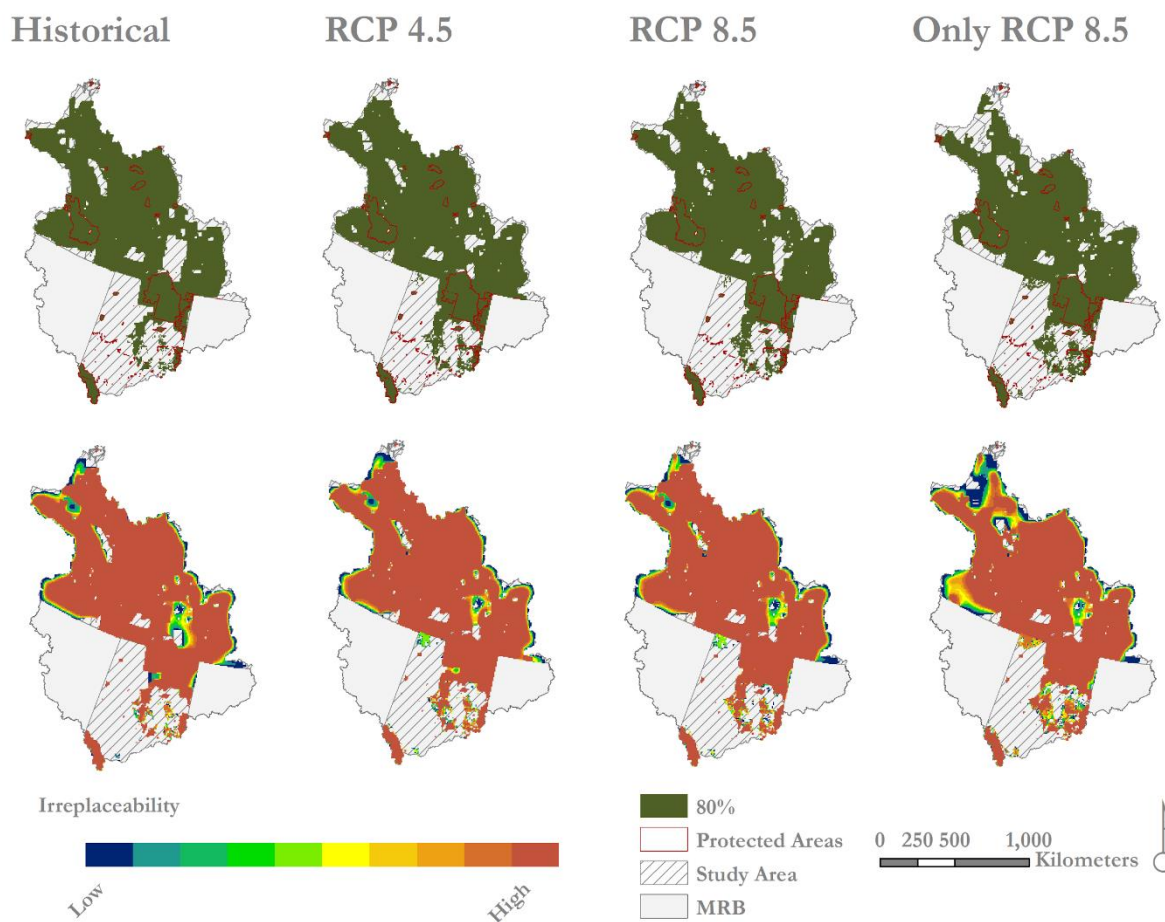 Historical RCP 4.5 RCP 8.5 Only RCP 8.5
Irreplaceability
Low
High
80%
Protected Areas
Study Area
MRB
0 250 500 1,000
Kilometers